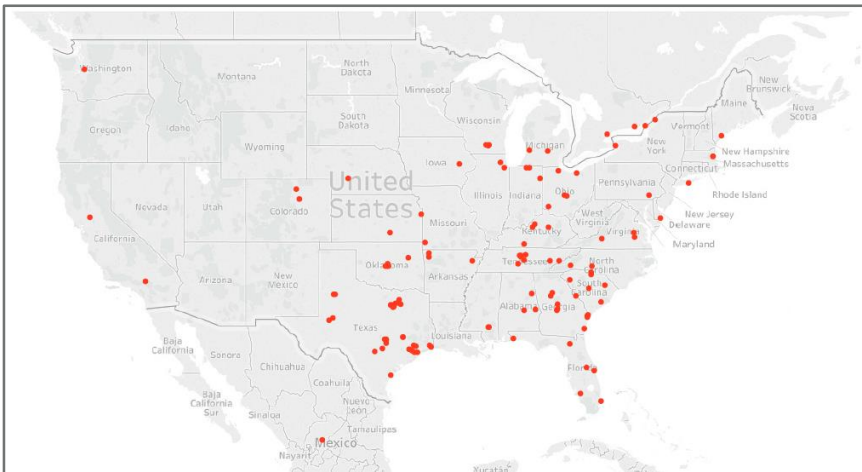 Washington
Montana
North
Dakota
Minnesota
South
Dakota
Wisconsin
Michigan
New
Brunswick
Maine
Nova
Scotia
Vermont
New
York
New Hampshire
Massachusetts
Connecticut
Rhode Island
Oregon
Idaho
Wyoming
Iowa
Nevada
Utah
Colorado
United
States
Illinois
Indiana
Ohio
Pennsylvania
New Jersey
Delaware
Maryland
West
Virginia
Virginia
California
Missouri
Kentucky
Arizona
New
Mexico
Oklahoma
Arkansas
Tennessee
North
Carolina
South
Carolina
Alabama
Georgia
Texas
Louisiana
Florida
Baja
California
Sonora
Chihuahua
Coahuila
Baja
California
Sur
Sinaloa
Nuevo
León
Tamaulipas
Nayarit
México
Yucatán